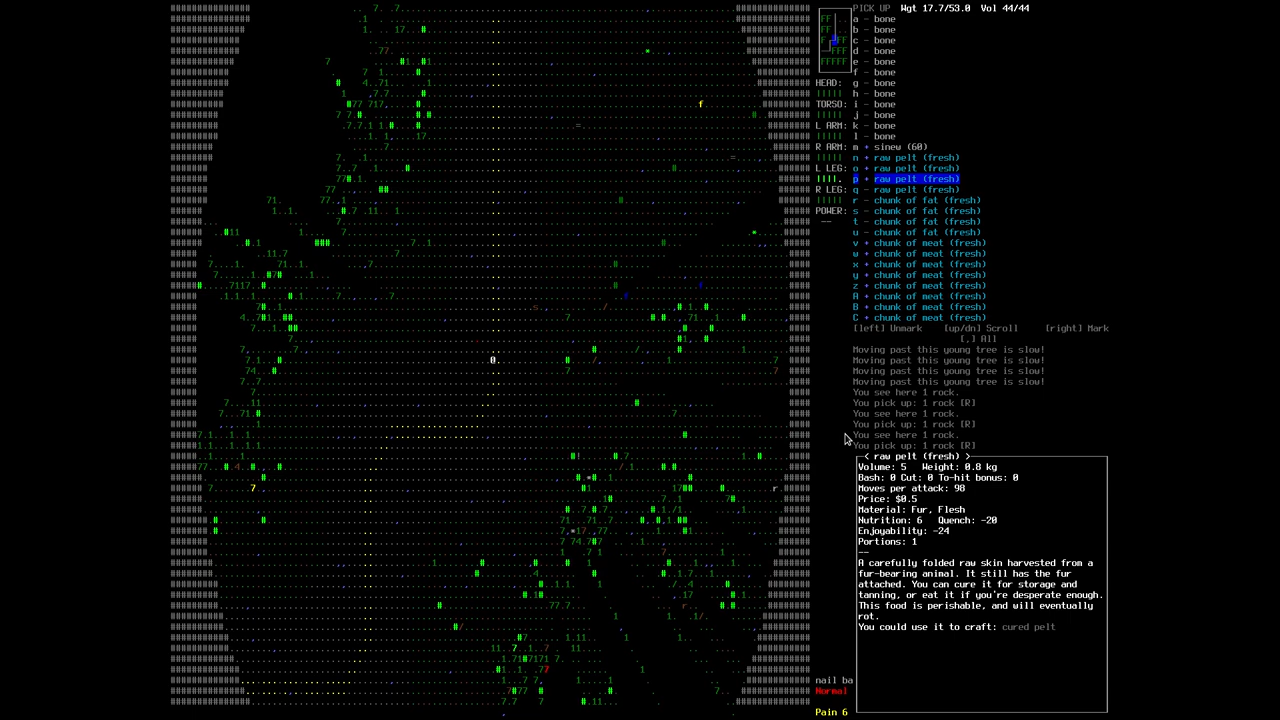 PICK UP  Wgt 17.7/53.0  Vol 44/44
a - bone
b - bone
c - bone
d - bone
e - bone
f - bone
HEAD: g - bone
h - bone
TORSO: i - bone
j - bone
L ARM: k - bone
l - bone
R ARM: m + sinew (60)
n + raw pelt (fresh)
L LEG: o + raw pelt (fresh)
p + raw pelt (fresh)
R LEG: q - raw pelt (fresh)
r - chunk of fat (fresh)
POWER: s - chunk of fat (fresh)
-- t - chunk of fat (fresh)
u - chunk of fat (fresh)
v + chunk of meat (fresh)
w + chunk of meat (fresh)
x + chunk of meat (fresh)
y + chunk of meat (fresh)
z + chunk of meat (fresh)
A + chunk of meat (fresh)
B + chunk of meat (fresh)
C + chunk of meat (fresh)
[left] Unmark   [up/dn] Scroll   [right] Mark
[,] All
Moving past this young tree is slow!
Moving past this young tree is slow!
Moving past this young tree is slow!
Moving past this young tree is slow!
You see here 1 rock.
You pick up: 1 rock [R]
You see here 1 rock.
You pick up: 1 rock [R]
You see here 1 rock.
You pick up: 1 rock [R]
< raw pelt (fresh) >
Volume: 5  Weight: 0.8 kg
Bash: 0 Cut: 0 To-hit bonus: 0
Moves per attack: 98
Price: $0.5
Material: Fur, Flesh
Nutrition: 6  Quench: -20
Enjoyability: -24
Portions: 1
--
A carefully folded raw skin harvested from a
fur-bearing animal. It still has the fur
attached. You can cure it for storage and
tanning, or eat it if you're desperate enough.
This food is perishable, and will eventually
rot.
You could use it to craft: cured pelt
nail ba
Normal
Pain 6